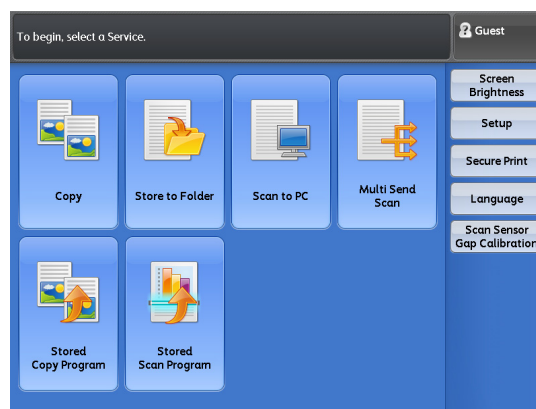 To begin, select a Service.
Guest
Copy
Store to Folder
Scan to PC
Multi Send
Scan
Stored
Copy Program
Stored
Scan Program
Screen
Brightness
Setup
Secure Print
Language
Scan Sensor
Gap Calibration